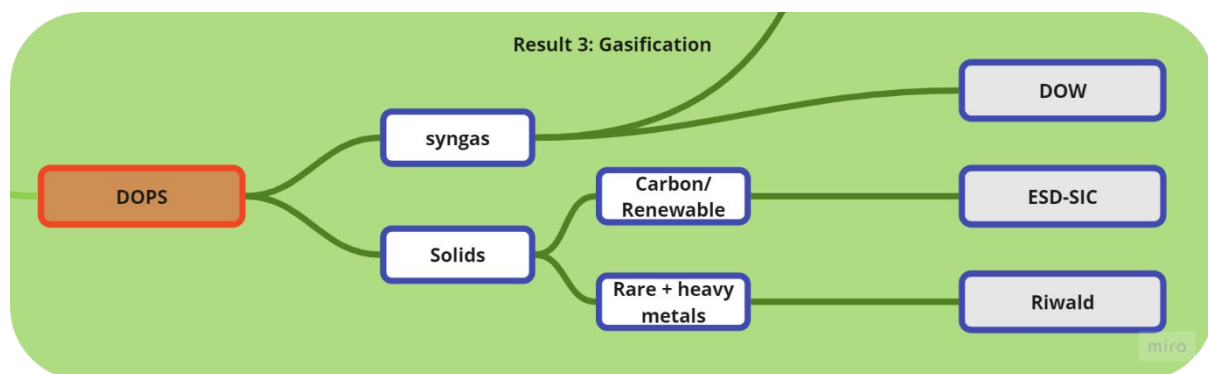 Result 3: Gasification
DOW
syngas
DOPS
Carbon/
Renewable
ESD-SIC
Solids
Rare + heavy
metals
Riwald
miro